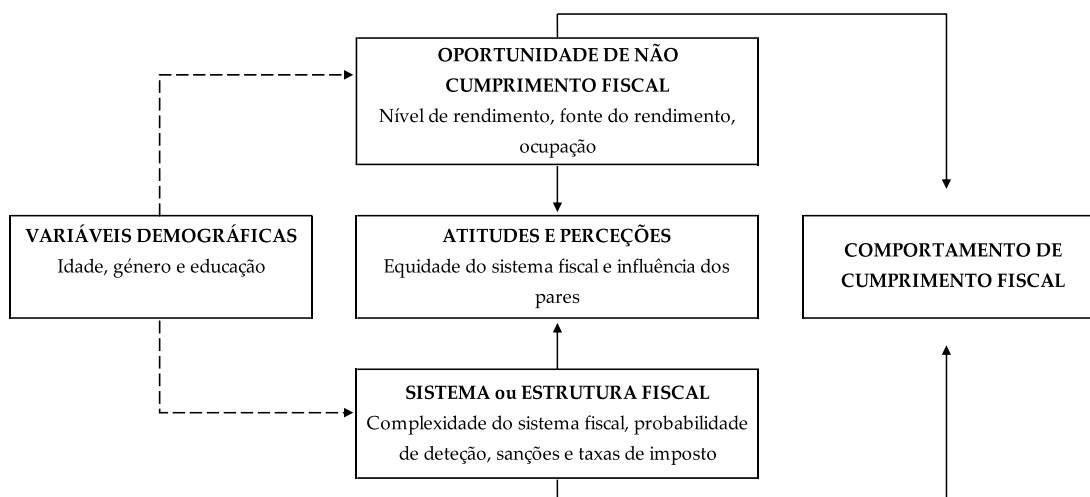 OPORTUNIDADE DE NÃO
CUMPRIMENTO FISCAL
Nível de rendimento, fonte do rendimento,
ocupação
VARIÁVEIS DEMOGRÁFICAS
Idade, género e educação
ATITUDES E PERCEÇÕES
Equidade do sistema fiscal e influência dos
pares
COMPORTAMENTO DE
CUMPRIMENTO FISCAL
SISTEMA ou ESTRUTURA FISCAL
Complexidade do sistema fiscal, probabilidade
de deteção, sanções e taxas de imposto